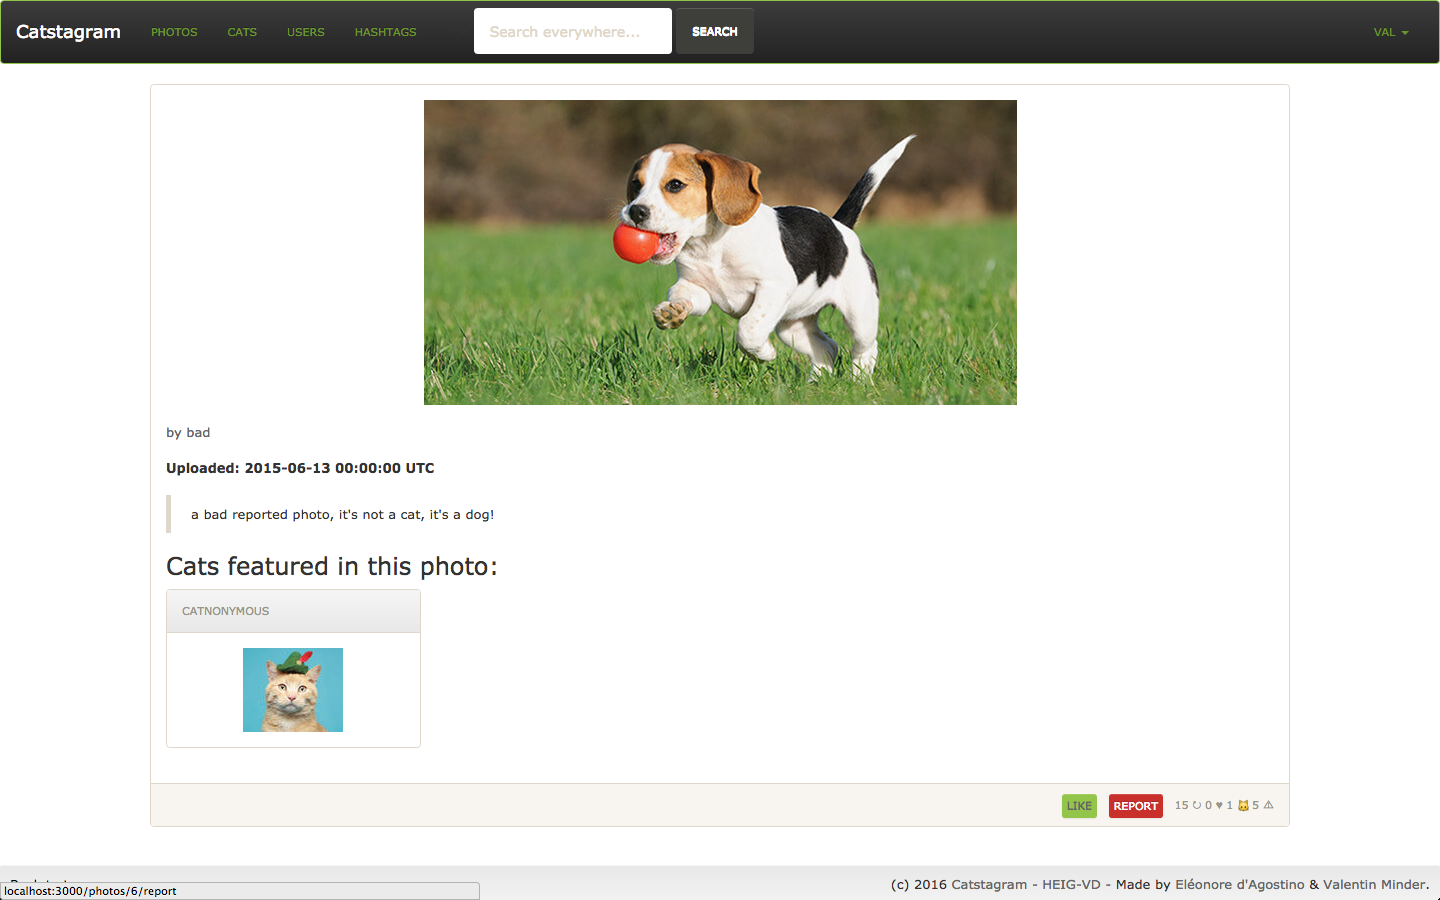 Catstagram PHOTOS CATS USERS HASHTAGS Search everywhere... SEARCH VAL
by bad
Uploaded: 2015-06-13 00:00:00 UTC
a bad reported photo, it's not a cat, it's a dog!
Cats featured in this photo:
CATNONYMOUS
LIKE REPORT 15 ↻ 0 ♥ 1 🐱 5 ⚠
(c) 2016 Catstagram - HEIG-VD - Made by Eléonore d'Agostino & Valentin Minder.
localhost:3000/photos/6/report